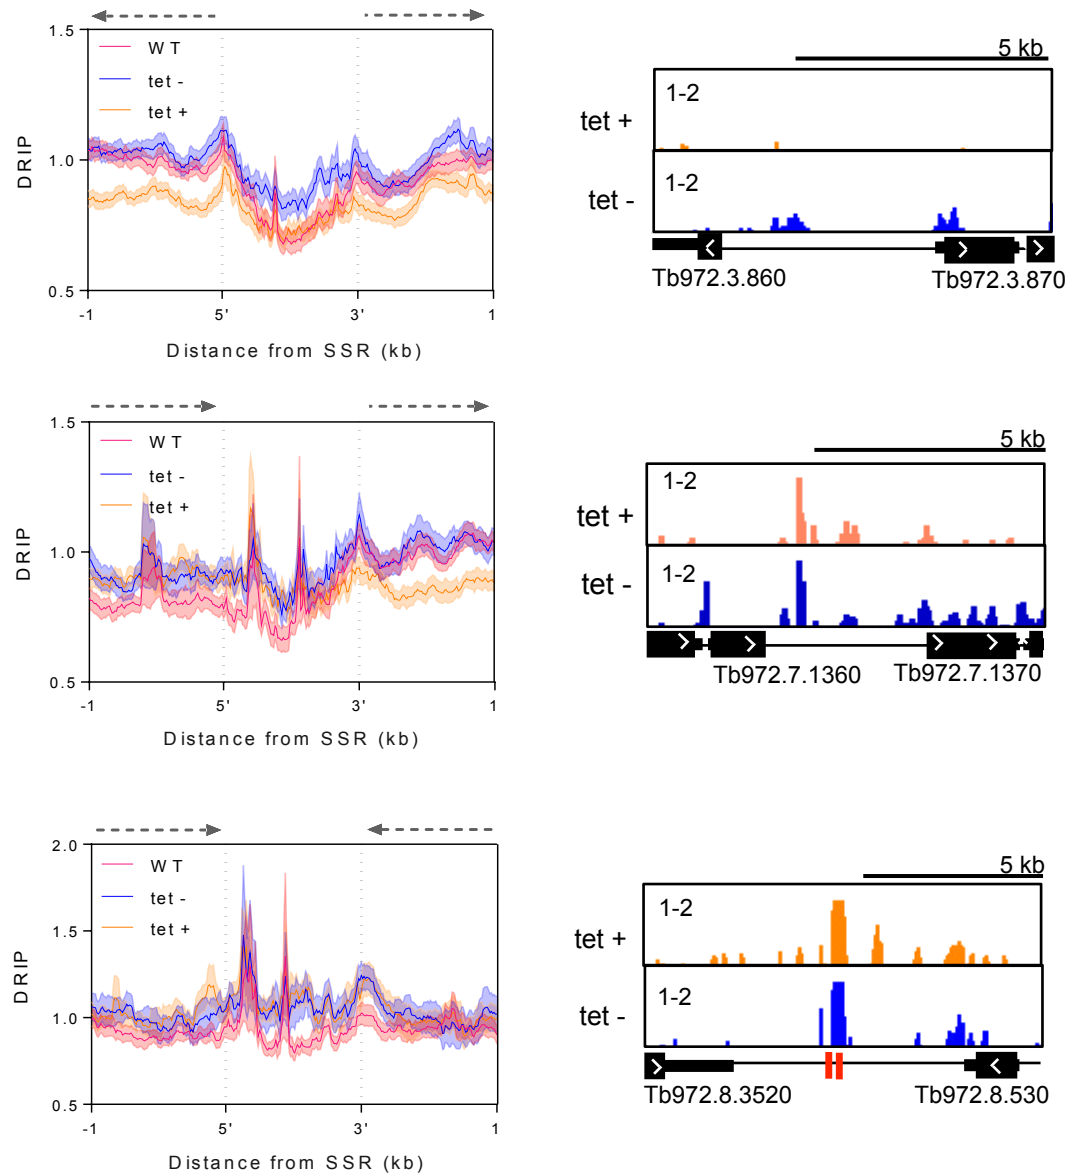 1.5
WT
tet -
tet +
1.0
DRIP
0.5
-1
5'
3'
1
Distance from SSR (kb)
5 kb
1-2
tet +
1-2
tet -
Tb972.3.860
Tb972.3.870
1.5
WT
tet -
tet +
1.0
DRIP
0.5
-1
5'
3'
1
Distance from SSR (kb)
5 kb
1-2
tet +
1-2
tet -
Tb972.7.1360
Tb972.7.1370
2.0
WT
tet -
tet +
1.5
DRIP
1.0
0.5
-1
5'
3'
1
Distance from SSR (kb)
5 kb
1-2
tet +
1-2
tet -
Tb972.8.3520
Tb972.8.530